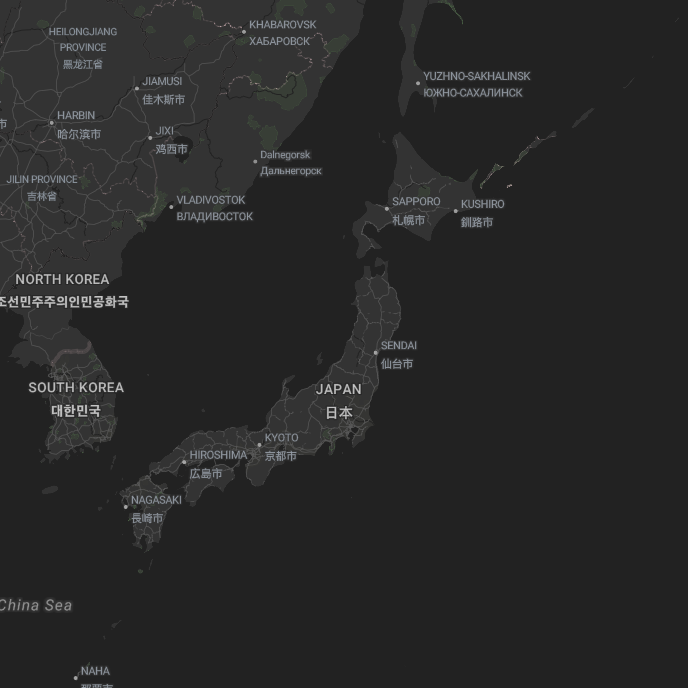 KHABAROVSK
ХАБАРОВСК
HEILONGJIANG
PROVINCE
黑龙江省
YUZHNO-SAKHALINSK
ЮЖНО-САХАЛИНСК
JIAMUSI
佳木斯市
HARBIN
哈尔滨市
市
JIXI
鸡西市
Dalnegorsk
Дальнегорск
JILIN PROVINCE
吉林省
VLADIVOSTOK
ВЛАДИВОСТОК
SAPPORO
札幌市
KUSHIRO
釧路市
NORTH KOREA
조선민주주의인민공화국
SENDAI
仙台市
SOUTH KOREA
대한민국
JAPAN
日本
KYOTO
京都市
HIROSHIMA
広島市
NAGASAKI
長崎市
China Sea
NAHA
那覇市